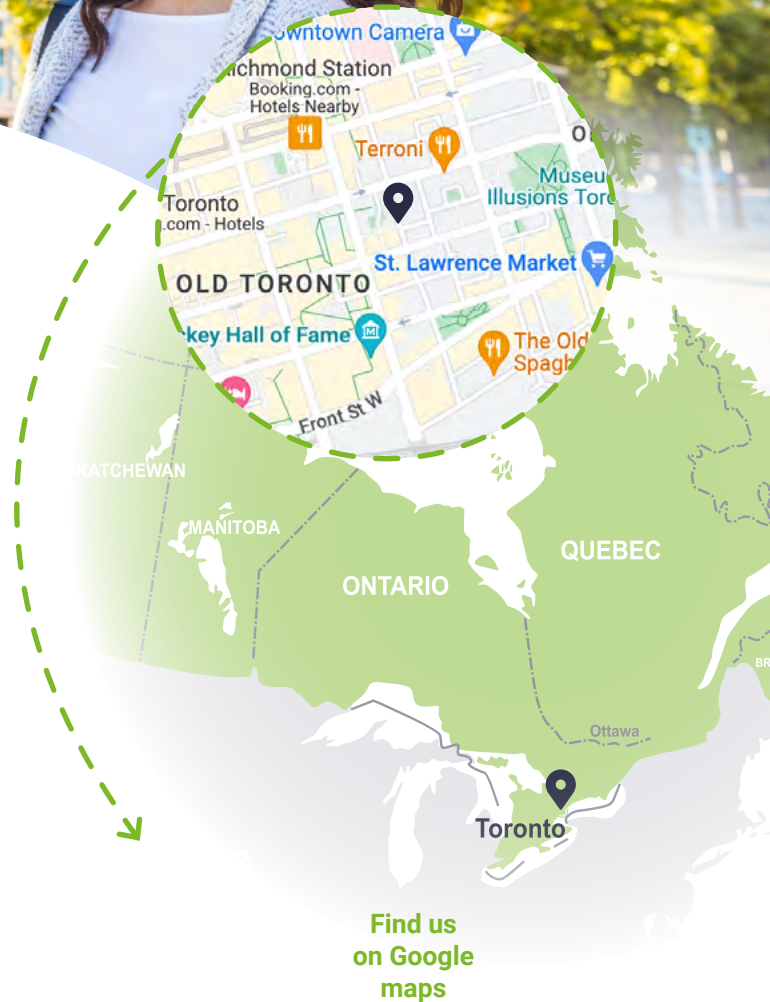 owntown Camera
ichmond Station
Booking.com -
Hotels Nearby
Terroni
Museu
Illusions Toro
Toronto
.com - Hotels
St. Lawrence Market
OLD TORONTO
key Hall of Fame
The Old
Spagh
Front St W
KATCHEWAN
MANITOBA
ONTARIO
QUEBEC
BR
Ottawa
Toronto
Find us
on Google
maps